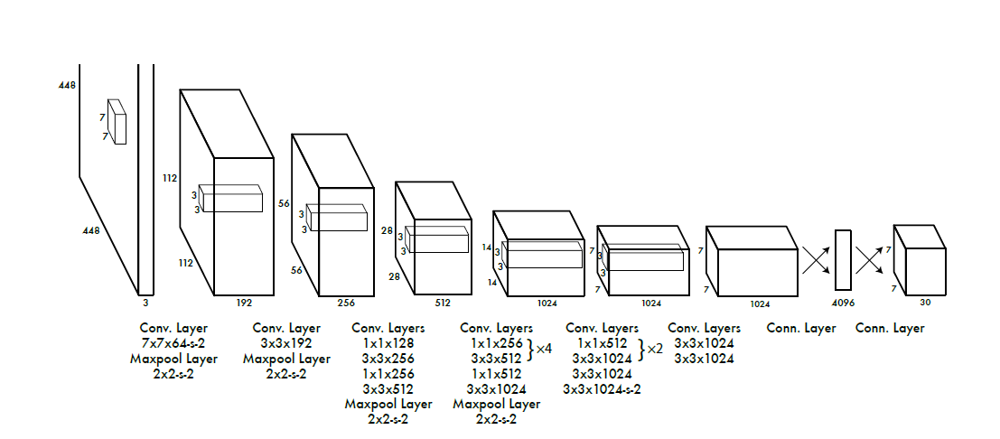 448
7
7
448
3
112
3
3
112
192
56
3
3
56
256
28
3
3
28
512
14
3
3
14
1024
7
3
3
7
1024
7
7
1024
4096
7
7
30
Conv. Layer
7x7x64-s-2
Maxpool Layer
2x2-s-2
Conv. Layer
3x3x192
Maxpool Layer
2x2-s-2
Conv. Layers
1x1x128
3x3x256
1x1x256
3x3x512
Maxpool Layer
2x2-s-2
Conv. Layers
1x1x256
3x3x512
}×4
1x1x512
3x3x1024
Maxpool Layer
2x2-s-2
Conv. Layers
1x1x512
3x3x1024
}×2
3x3x1024
3x3x1024-s-2
Conv. Layers
3x3x1024
3x3x1024
Conn. Layer
Conn. Layer